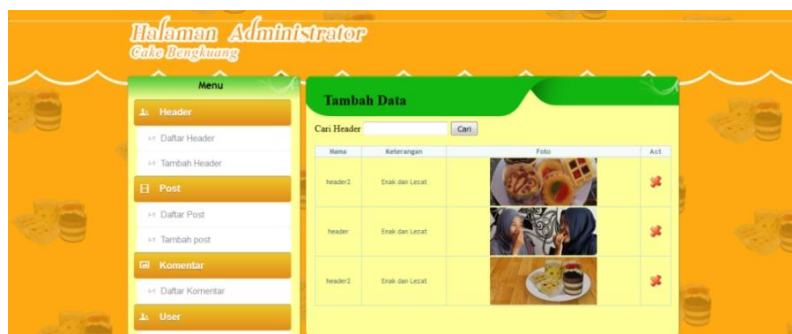 Halaman Administrator
Cake Bengkuang
Menu
Header
Daftar Header
Tambah Header
Post
Daftar Post
Tambah post
Komentar
Daftar Komentar
User
Tambah Data
Cari Header Cari
Nama Keterangan Foto Act
header2 Enak dan Lezat
header Enak dan Lezat
header2 Enak dan Lezat